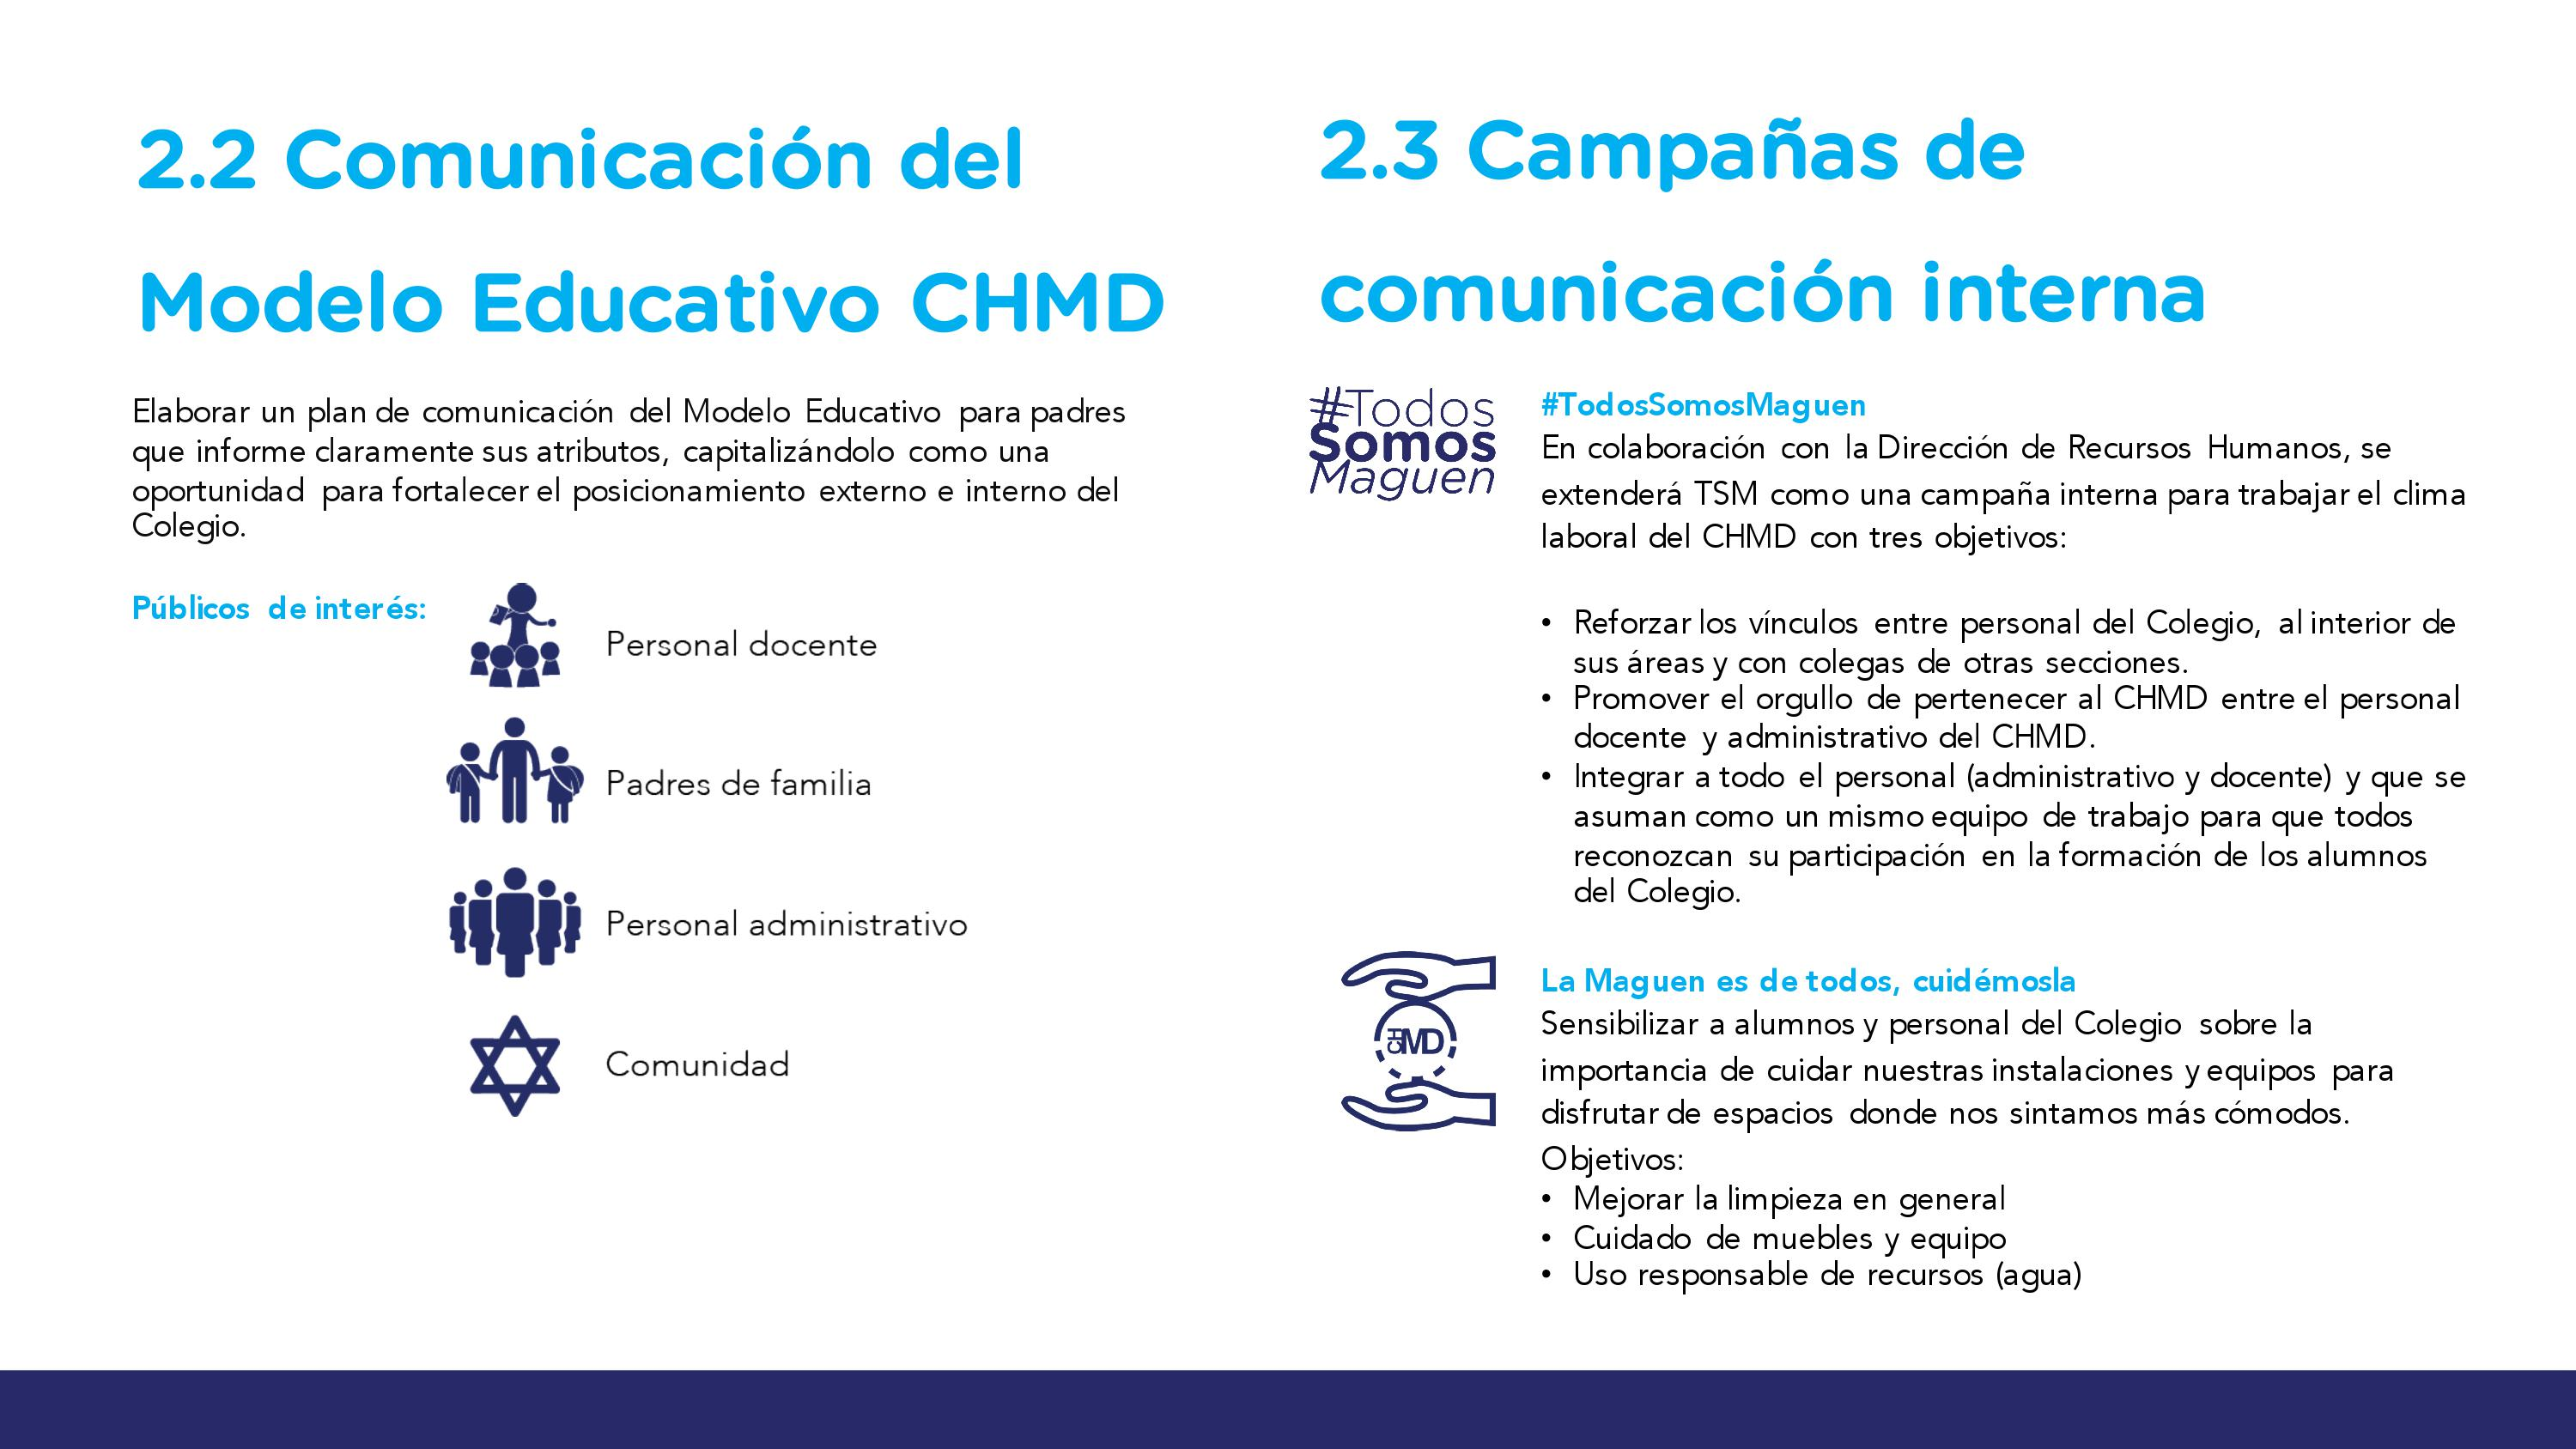 2.2 Comunicación del
Modelo Educativo CHMD
Elaborar un plan de comunicación del Modelo Educativo para padres
que informe claramente sus atributos, capitalizándolo como una
oportunidad para fortalecer el posicionamiento externo e interno del
Colegio.
Públicos de interés:
Personal docente
Padres de familia
Personal administrativo
Comunidad
2.3 Campañas de
comunicación interna
#Todos
Somos
Maguen
#TodosSomosMaguen
En colaboración con la Dirección de Recursos Humanos, se
extenderá TSM como una campaña interna para trabajar el clima
laboral del CHMD con tres objetivos:
• Reforzar los vínculos entre personal del Colegio, al interior de
sus áreas y con colegas de otras secciones.
• Promover el orgullo de pertenecer al CHMD entre el personal
docente y administrativo del CHMD.
• Integrar a todo el personal (administrativo y docente) y que se
asuman como un mismo equipo de trabajo para que todos
reconozcan su participación en la formación de los alumnos
del Colegio.
CHMD
La Maguen es de todos, cuidémosla
Sensibilizar a alumnos y personal del Colegio sobre la
importancia de cuidar nuestras instalaciones y equipos para
disfrutar de espacios donde nos sintamos más cómodos.
Objetivos:
• Mejorar la limpieza en general
• Cuidado de muebles y equipo
• Uso responsable de recursos (agua)